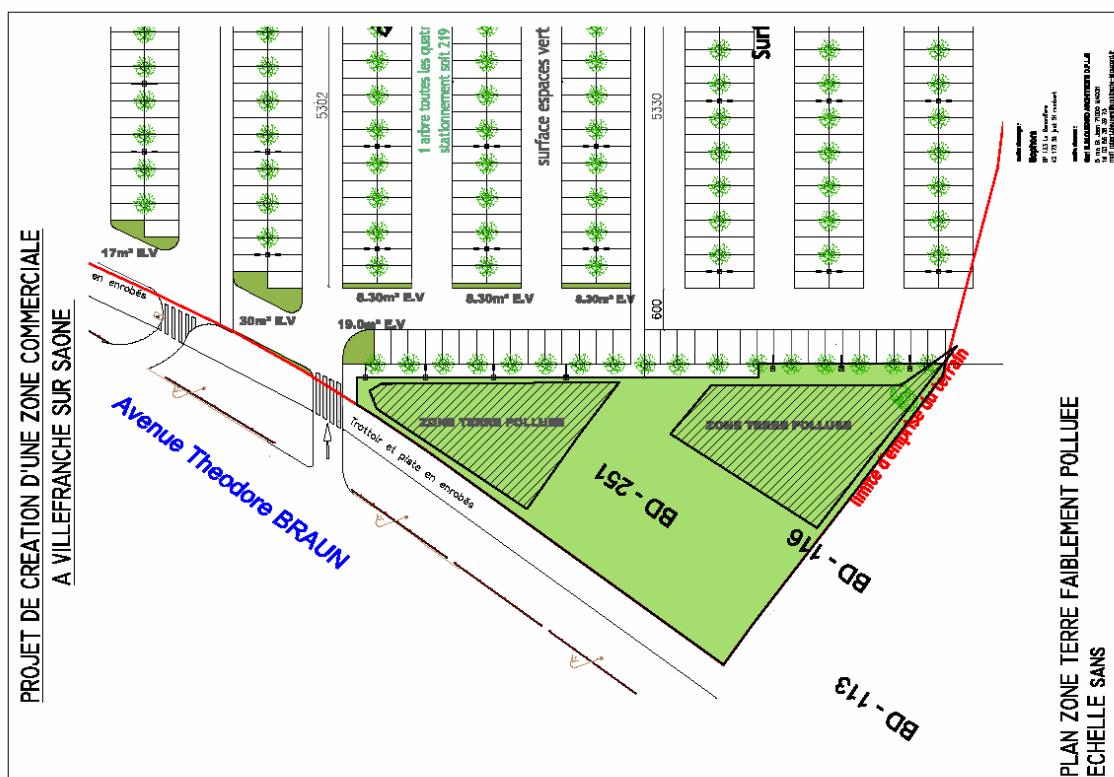 PROJET DE CREATION D'UNE ZONE COMMERCIALE
A VILLEFRANCHE SUR SAONE
1 arbre toutes les quatr
stationnement soit 219
surface espaces vert
Surf
5302
5330
600
17m² E.V
30m² E.V
8.30m² E.V
8.30m² E.V
8.30m² E.V
19.0m² E.V
en enrobés
Avenue Theodore BRAUN
Trottoir et piste en enrobés
ZONE TERRE POLLUEE
ZONE TERRE POLLUEE
limite d'emprise du terrain
BD - 251
BD - 116
BD - 113
PLAN ZONE TERRE FAIBLEMENT POLLUEE
ECHELLE SANS